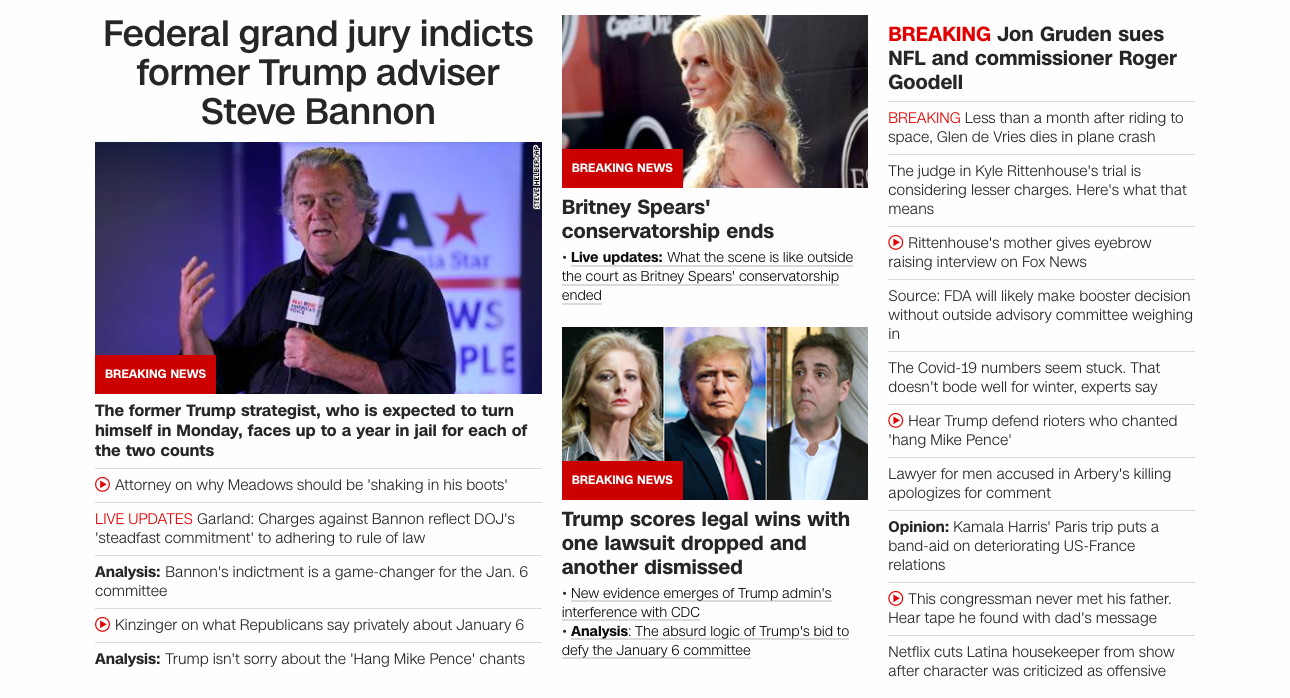 Federal grand jury indicts
former Trump adviser
Steve Bannon
STEVE HELBER/AP
BREAKING NEWS
The former Trump strategist, who is expected to turn
himself in Monday, faces up to a year in jail for each of
the two counts
Attorney on why Meadows should be 'shaking in his boots'
LIVE UPDATES Garland: Charges against Bannon reflect DOJ's
'steadfast commitment' to adhering to rule of law
Analysis: Bannon's indictment is a game-changer for the Jan. 6
committee
Kinzinger on what Republicans say privately about January 6
Analysis: Trump isn't sorry about the 'Hang Mike Pence' chants
Capital One
BREAKING NEWS
Britney Spears'
conservatorship ends
• Live updates: What the scene is like outside
the court as Britney Spears' conservatorship
ended
BREAKING NEWS
Trump scores legal wins with
one lawsuit dropped and
another dismissed
• New evidence emerges of Trump admin's
interference with CDC
• Analysis: The absurd logic of Trump's bid to
defy the January 6 committee
BREAKING Jon Gruden sues
NFL and commissioner Roger
Goodell
BREAKING Less than a month after riding to
space, Glen de Vries dies in plane crash
The judge in Kyle Rittenhouse's trial is
considering lesser charges. Here's what that
means
Rittenhouse's mother gives eyebrow
raising interview on Fox News
Source: FDA will likely make booster decision
without outside advisory committee weighing
in
The Covid-19 numbers seem stuck. That
doesn't bode well for winter, experts say
Hear Trump defend rioters who chanted
'hang Mike Pence'
Lawyer for men accused in Arbery's killing
apologizes for comment
Opinion: Kamala Harris' Paris trip puts a
band-aid on deteriorating US-France
relations
This congressman never met his father.
Hear tape he found with dad's message
Netflix cuts Latina housekeeper from show
after character was criticized as offensive